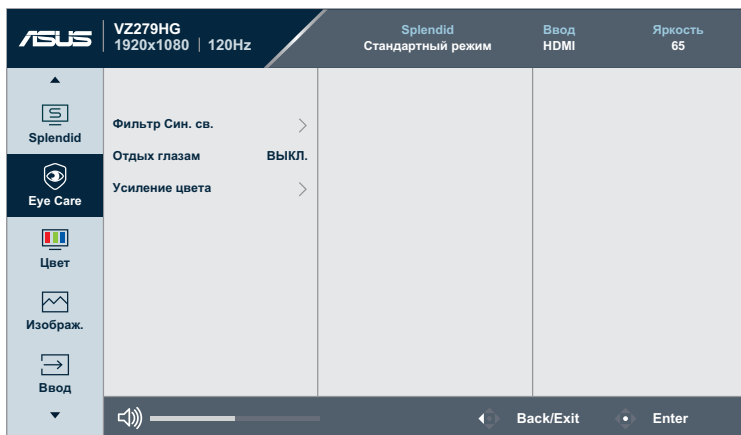 ASUS
VZ279HG
1920x1080 | 120Hz
Splendid
Стандартный режим
Ввод
HDMI
Яркость
65
Splendid
Eye Care
Цвет
Изображ.
Ввод
Фильтр Син. св.
Отдых глазам ВЫКЛ.
Усиление цвета
Back/Exit
Enter